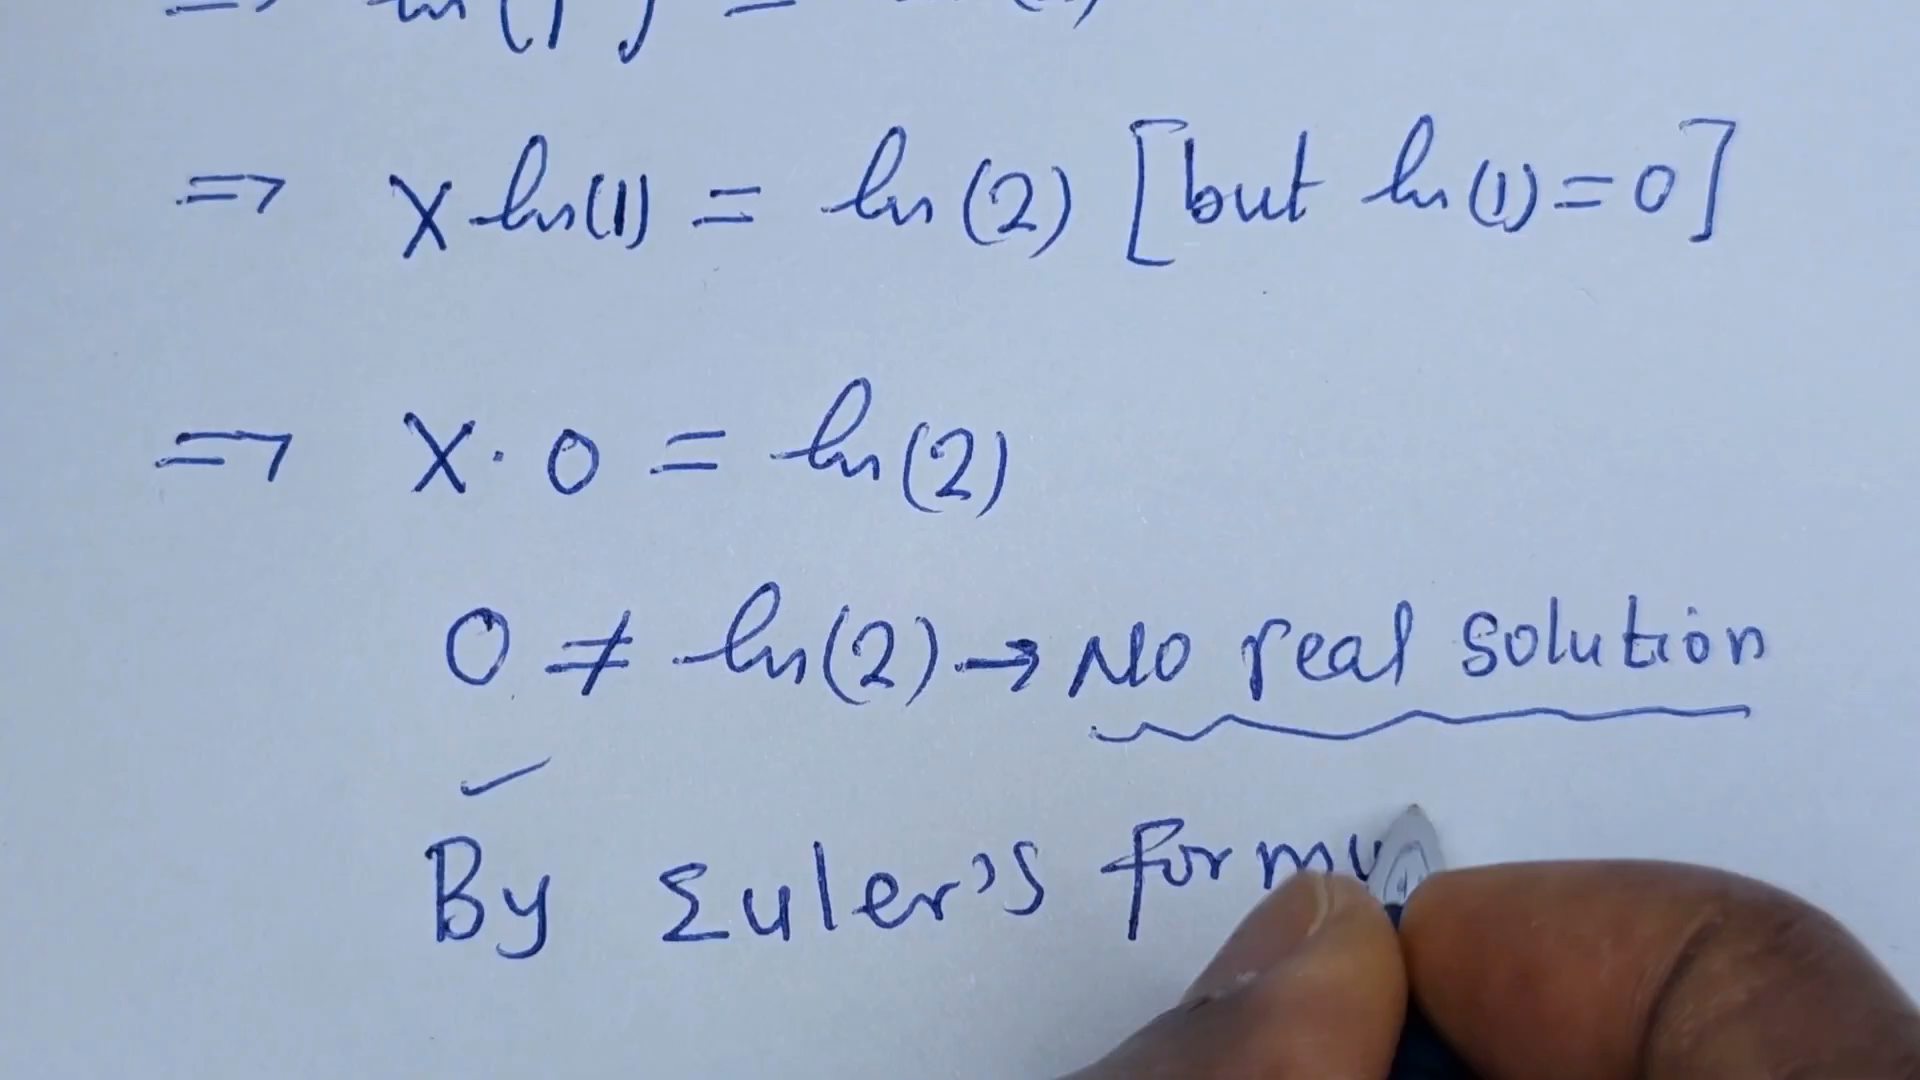 => x ln(1) = ln(2) [but ln(1)=0]
=> x·0 = ln(2)
0 ≠ ln(2) → No real solution
By Euler's formu